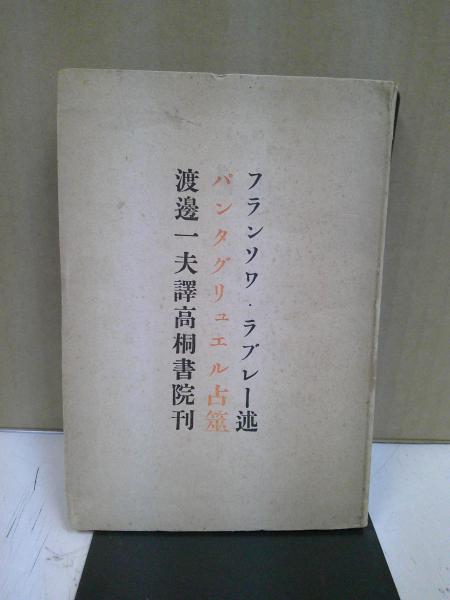 フランソワ・ラブレー述
パンタグリュエル占筮
渡邊一夫譯高桐書院刊